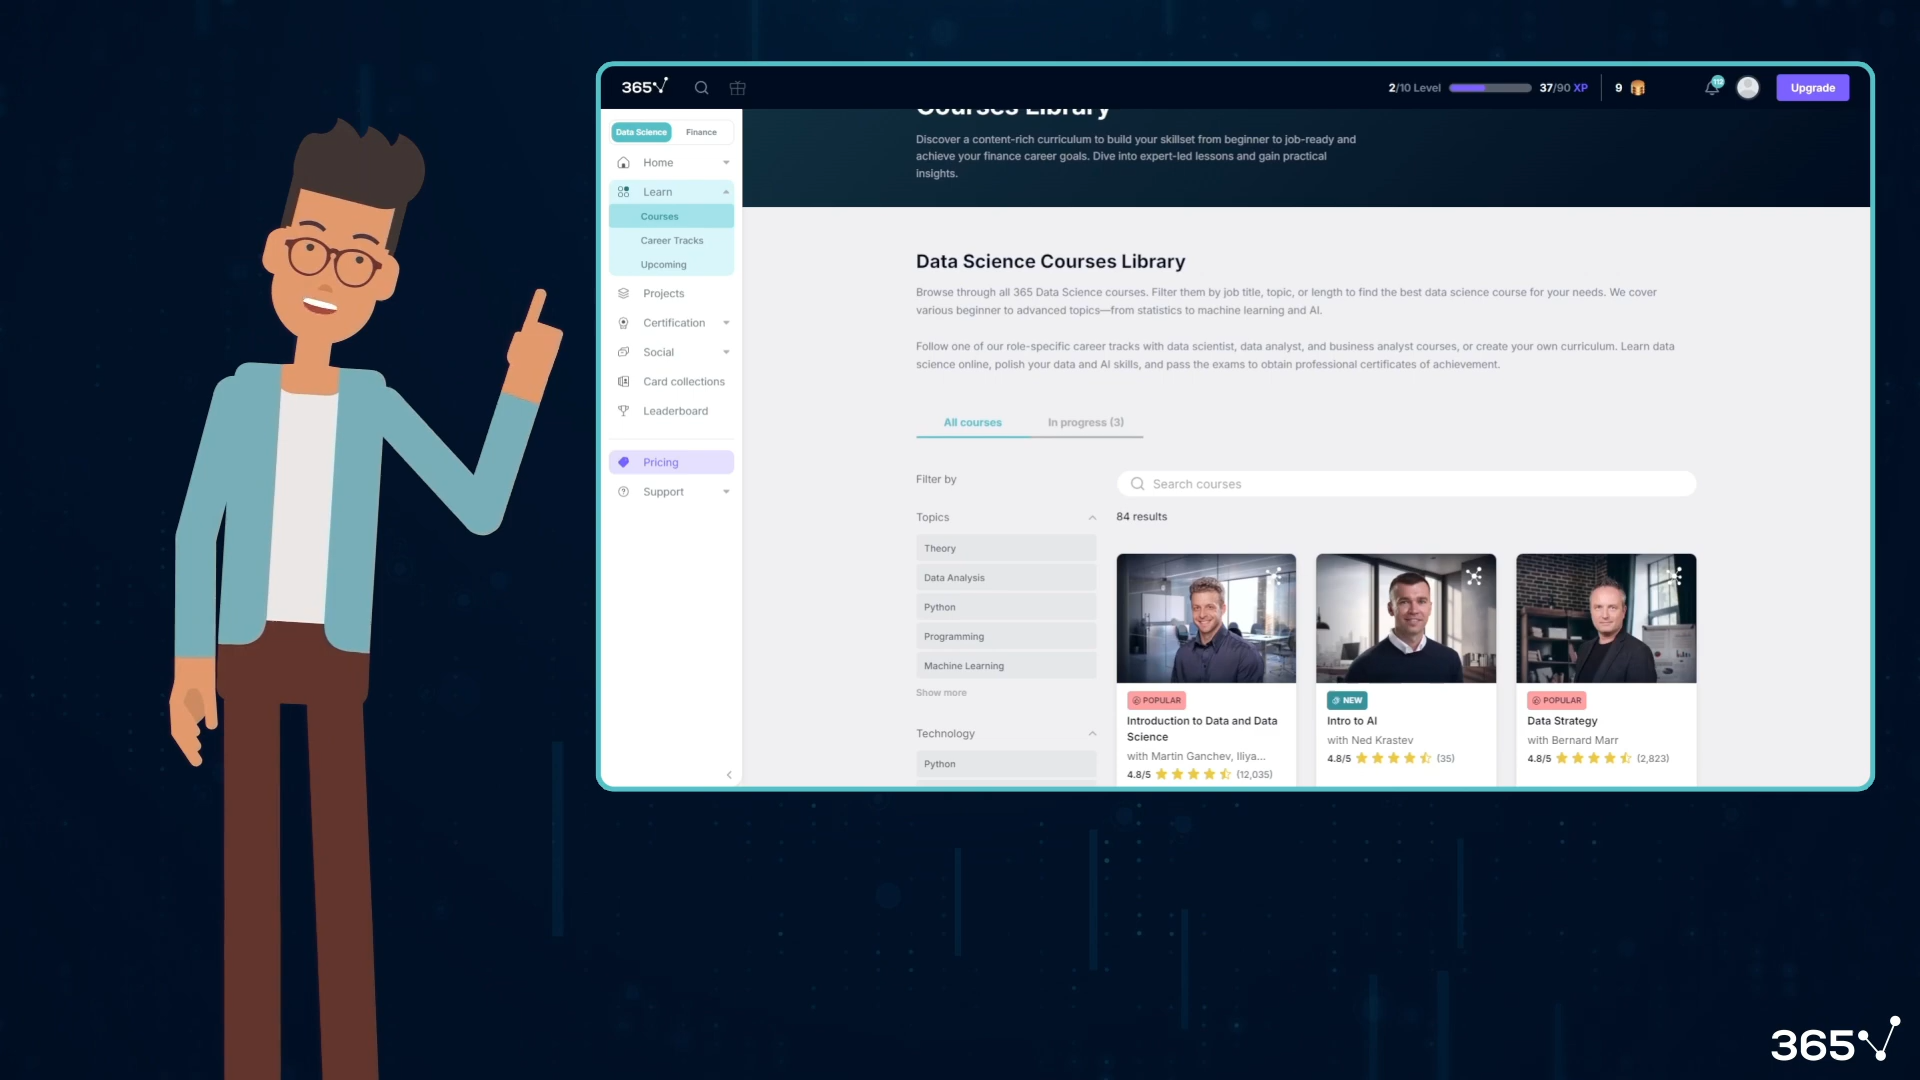 365
2/10 Level
37/90 XP
9
112
Upgrade
Data Science
Finance
Home
Learn
Courses
Career Tracks
Upcoming
Projects
Certification
Social
Card collections
Leaderboard
Pricing
Support
Courses Library
Discover a content-rich curriculum to build your skillset from beginner to job-ready and
achieve your finance career goals. Dive into expert-led lessons and gain practical
insights.
Data Science Courses Library
Browse through all 365 Data Science courses. Filter them by job title, topic, or length to find the best data science course for your needs. We cover
various beginner to advanced topics—from statistics to machine learning and AI.
Follow one of our role-specific career tracks with data scientist, data analyst, and business analyst courses, or create your own curriculum. Learn data
science online, polish your data and AI skills, and pass the exams to obtain professional certificates of achievement.
All courses
In progress (3)
Filter by
Search courses
Topics
84 results
Theory
Data Analysis
Python
Programming
Machine Learning
Show more
Technology
Python
POPULAR
Introduction to Data and Data
Science
with Martin Ganchev, Iliya...
4.8/5 (12,035)
NEW
Intro to AI
with Ned Krastev
4.8/5 (35)
POPULAR
Data Strategy
with Bernard Marr
4.8/5 (2,823)
365